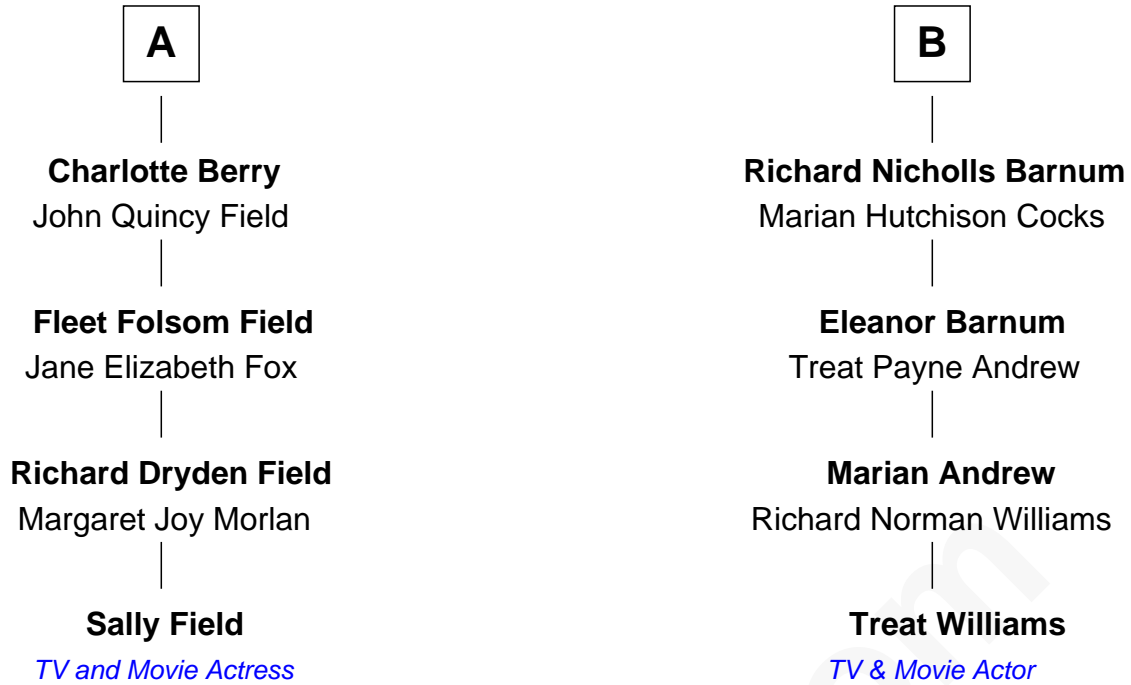 A
Charlotte Berry
John Quincy Field
Fleet Folsom Field
Jane Elizabeth Fox
Richard Dryden Field
Margaret Joy Morlan
Sally Field
TV and Movie Actress
B
Richard Nicholls Barnum
Marian Hutchison Cocks
Eleanor Barnum
Treat Payne Andrew
Marian Andrew
Richard Norman Williams
Treat Williams
TV & Movie Actor